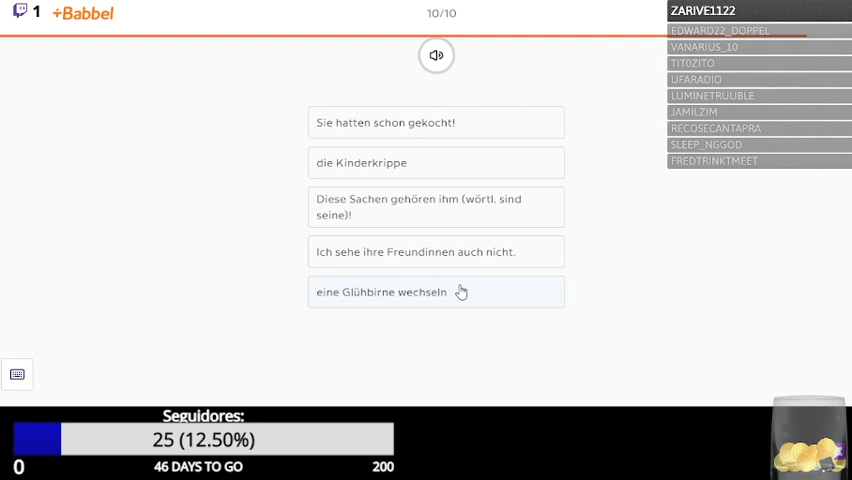 1 +Babbel
10/10
ZARIVE1122
EDWARD22_DOPPEL
VANARIUS_10
TIT0ZITO
UFARADIO
LUMINETRUUBLE
JAMILZIM
RECOSECANTAPRA
SLEEP_NGGOD
FREDTRINKTMEET
Sie hatten schon gekocht!
die Kinderkrippe
Diese Sachen gehören ihm (wörtl. sind
seine)!
Ich sehe ihre Freundinnen auch nicht.
eine Glühbirne wechseln
Seguidores:
25 (12.50%)
0
46 DAYS TO GO
200